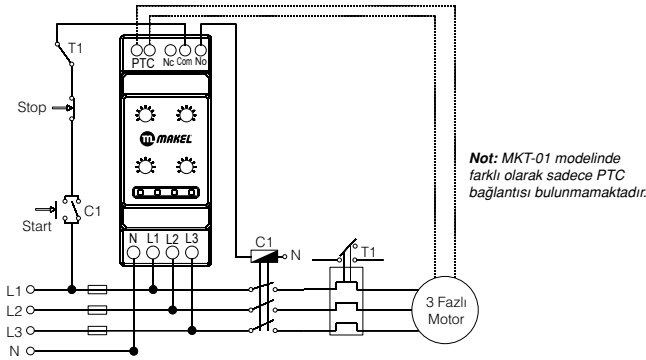 T1
PTC Nc Com No
Stop
MAKEL
Not: MKT-01 modelinde
farklı olarak sadece PTC
bağlantısı bulunmamaktadır.
C1
Start
N L1 L2 L3
C1
N
T1
L1
L2
L3
N
3 Fazlı
Motor